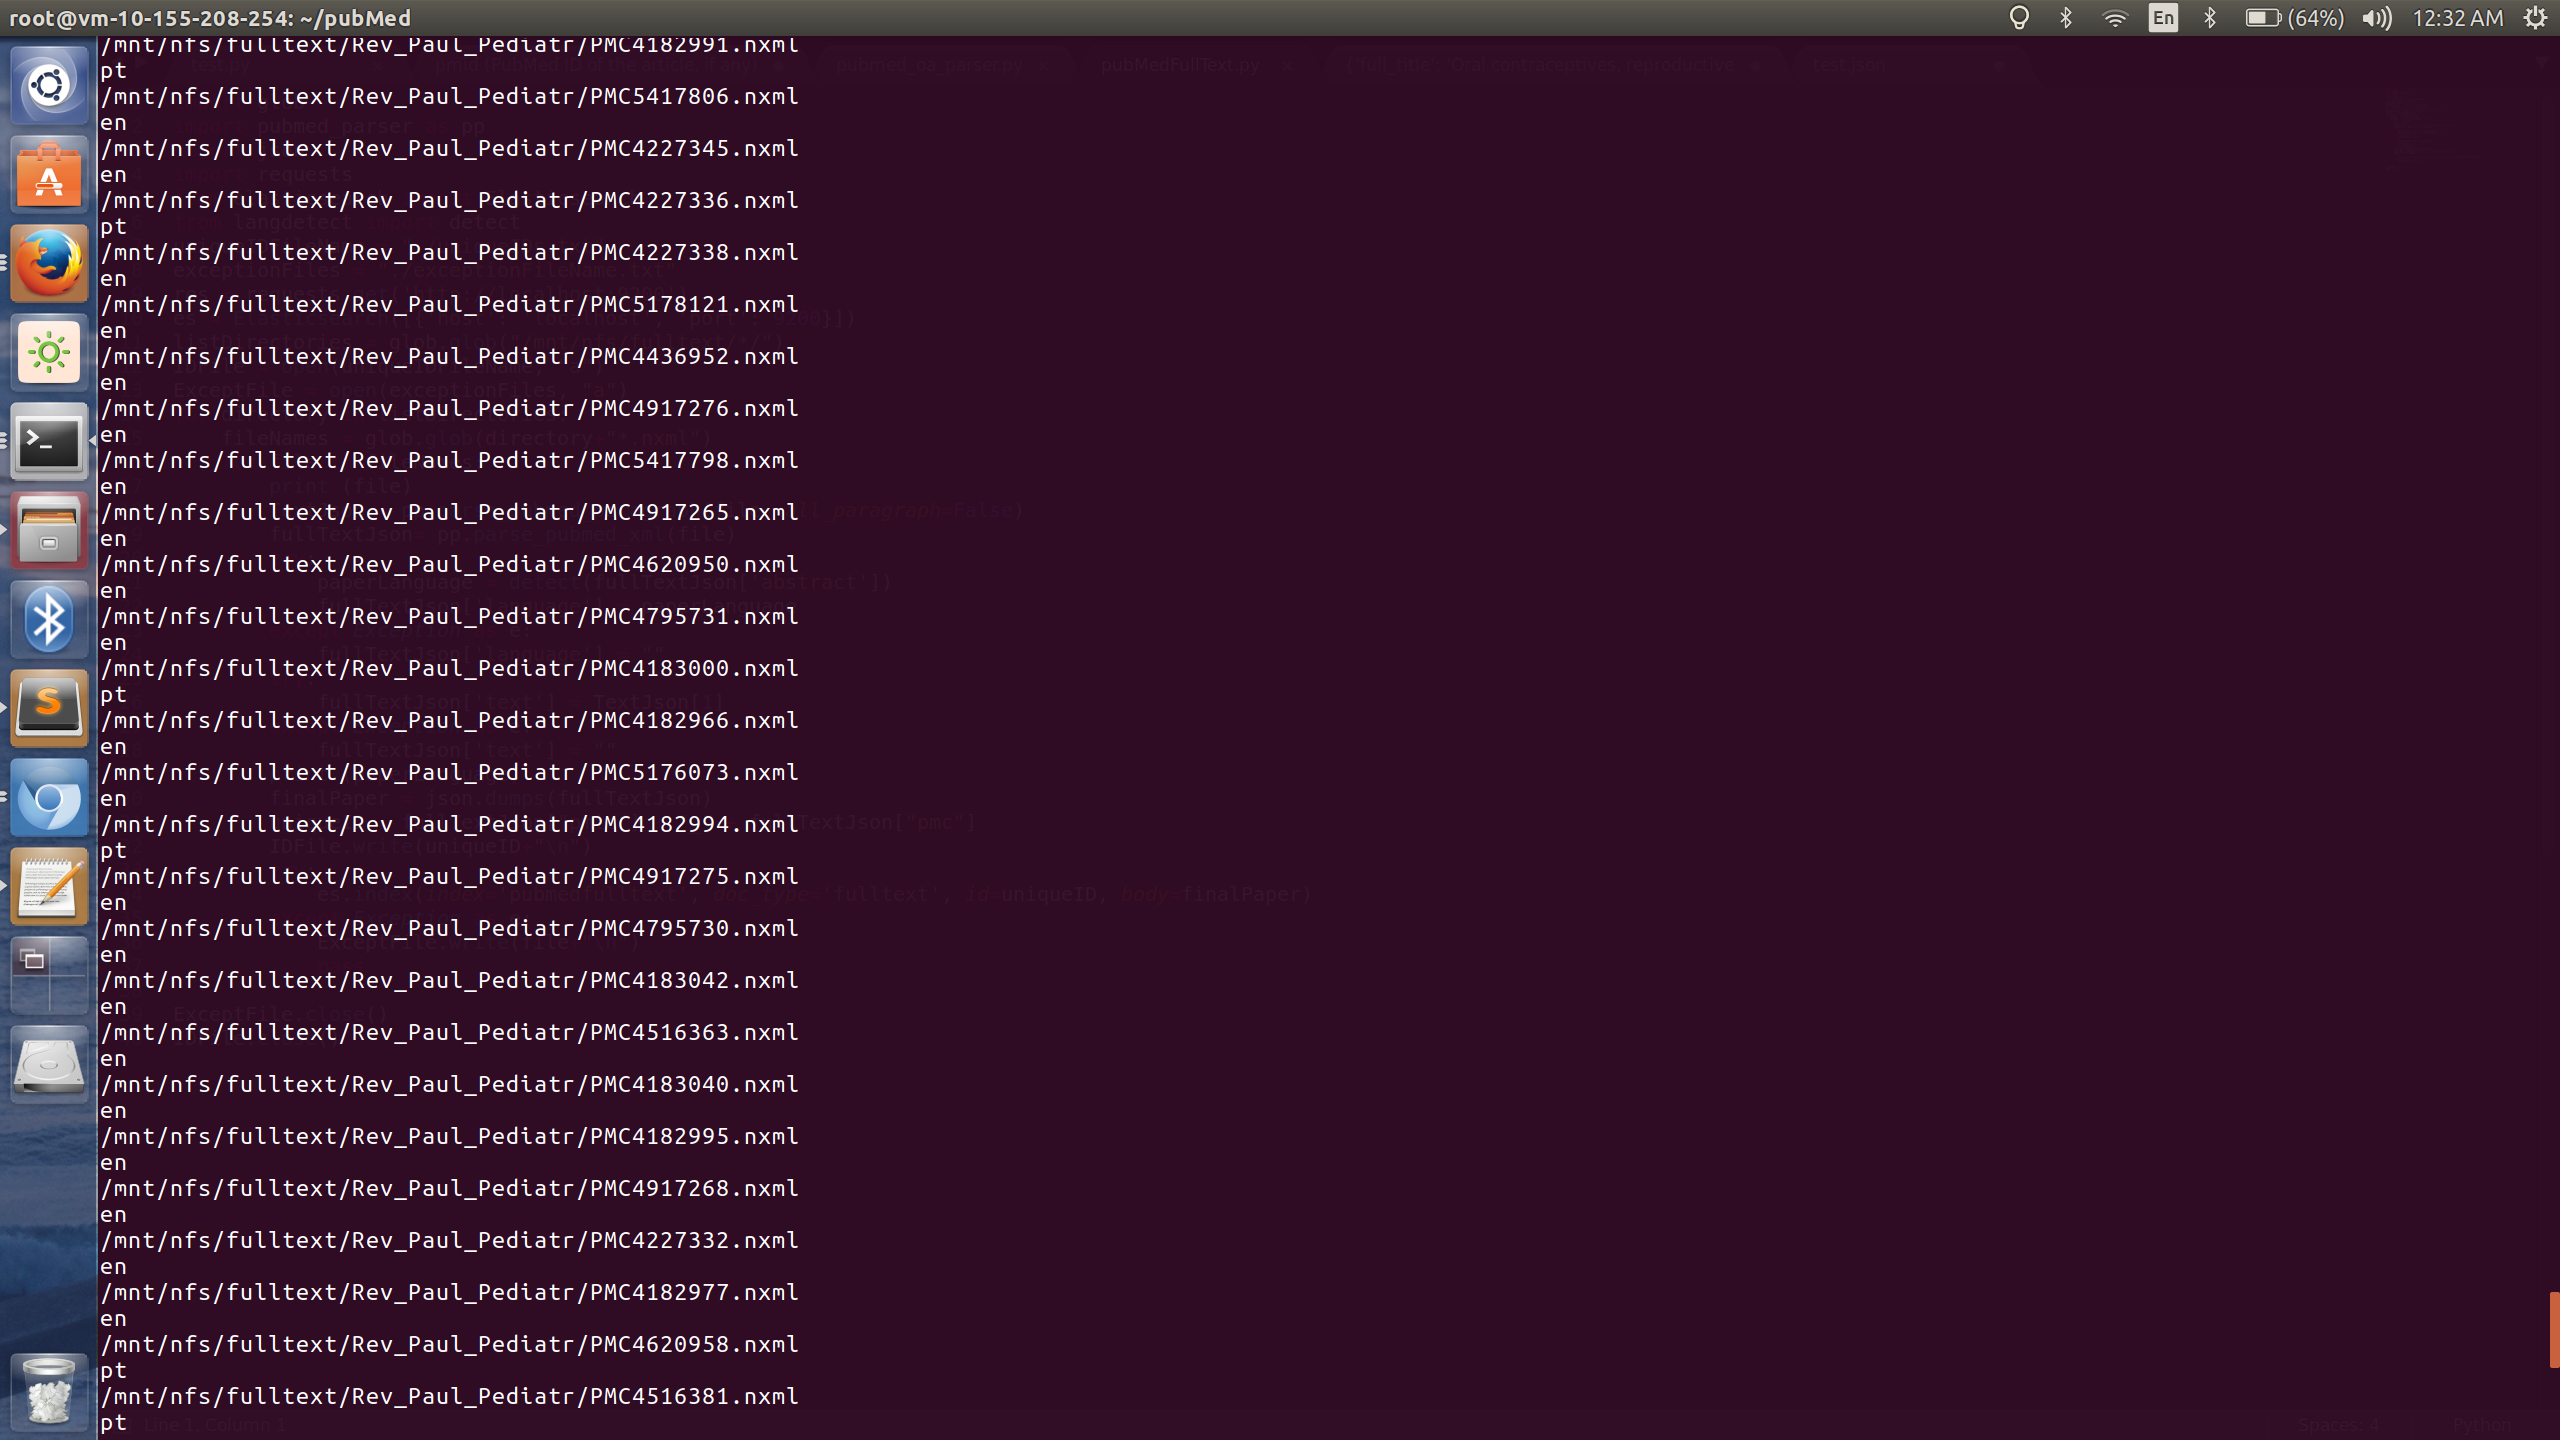 root@vm-10-155-208-254: ~/pubMed
En (64%) 12:32 AM
/mnt/nfs/fulltext/Rev_Paul_Pediatr/PMC4182991.nxml
pt
/mnt/nfs/fulltext/Rev_Paul_Pediatr/PMC5417806.nxml
en
/mnt/nfs/fulltext/Rev_Paul_Pediatr/PMC4227345.nxml
en
/mnt/nfs/fulltext/Rev_Paul_Pediatr/PMC4227336.nxml
pt
/mnt/nfs/fulltext/Rev_Paul_Pediatr/PMC4227338.nxml
en
/mnt/nfs/fulltext/Rev_Paul_Pediatr/PMC5178121.nxml
en
/mnt/nfs/fulltext/Rev_Paul_Pediatr/PMC4436952.nxml
en
/mnt/nfs/fulltext/Rev_Paul_Pediatr/PMC4917276.nxml
en
/mnt/nfs/fulltext/Rev_Paul_Pediatr/PMC5417798.nxml
en
/mnt/nfs/fulltext/Rev_Paul_Pediatr/PMC4917265.nxml
en
/mnt/nfs/fulltext/Rev_Paul_Pediatr/PMC4620950.nxml
en
/mnt/nfs/fulltext/Rev_Paul_Pediatr/PMC4795731.nxml
en
/mnt/nfs/fulltext/Rev_Paul_Pediatr/PMC4183000.nxml
pt
/mnt/nfs/fulltext/Rev_Paul_Pediatr/PMC4182966.nxml
en
/mnt/nfs/fulltext/Rev_Paul_Pediatr/PMC5176073.nxml
en
/mnt/nfs/fulltext/Rev_Paul_Pediatr/PMC4182994.nxml
pt
/mnt/nfs/fulltext/Rev_Paul_Pediatr/PMC4917275.nxml
en
/mnt/nfs/fulltext/Rev_Paul_Pediatr/PMC4795730.nxml
en
/mnt/nfs/fulltext/Rev_Paul_Pediatr/PMC4183042.nxml
en
/mnt/nfs/fulltext/Rev_Paul_Pediatr/PMC4516363.nxml
en
/mnt/nfs/fulltext/Rev_Paul_Pediatr/PMC4183040.nxml
en
/mnt/nfs/fulltext/Rev_Paul_Pediatr/PMC4182995.nxml
en
/mnt/nfs/fulltext/Rev_Paul_Pediatr/PMC4917268.nxml
en
/mnt/nfs/fulltext/Rev_Paul_Pediatr/PMC4227332.nxml
en
/mnt/nfs/fulltext/Rev_Paul_Pediatr/PMC4182977.nxml
en
/mnt/nfs/fulltext/Rev_Paul_Pediatr/PMC4620958.nxml
pt
/mnt/nfs/fulltext/Rev_Paul_Pediatr/PMC4516381.nxml
pt